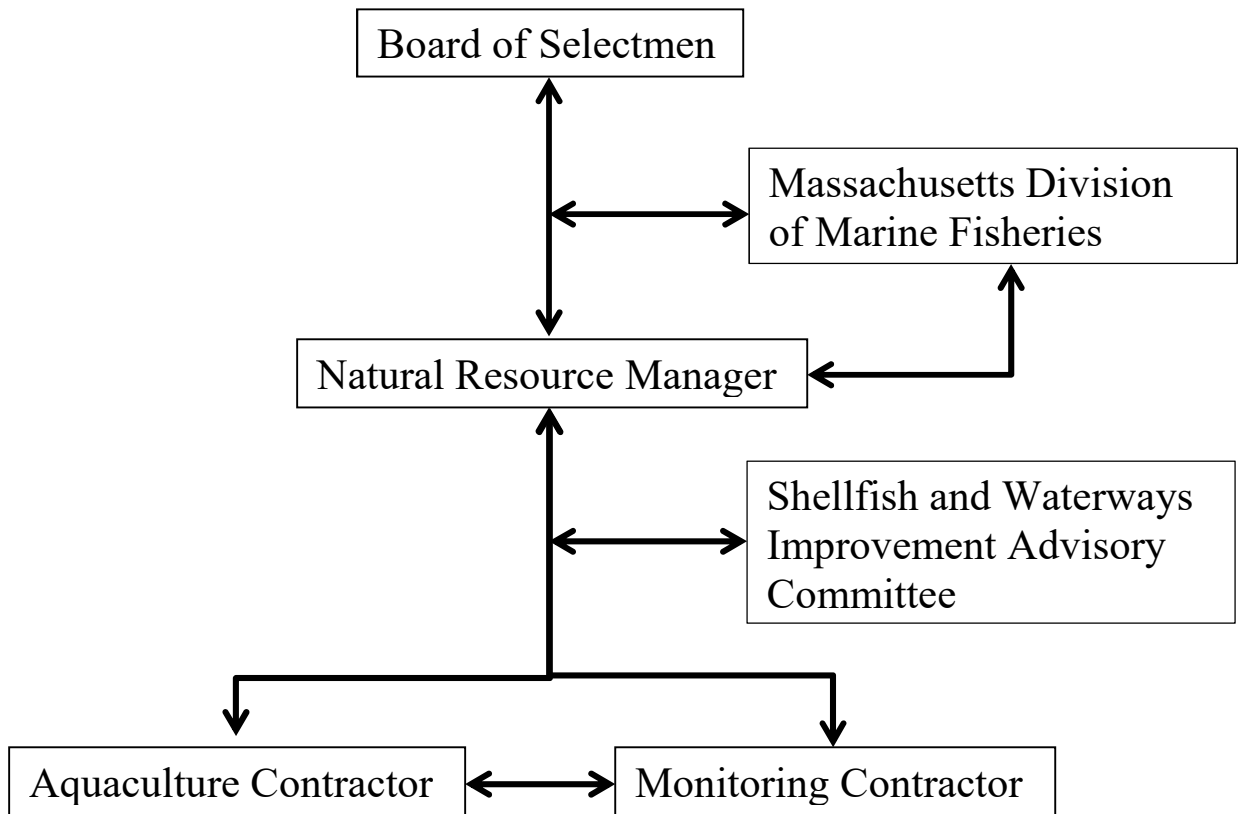 Board of Selectmen
Massachusetts Division
of Marine Fisheries
Natural Resource Manager
Shellfish and Waterways
Improvement Advisory
Committee
Aquaculture Contractor
Monitoring Contractor